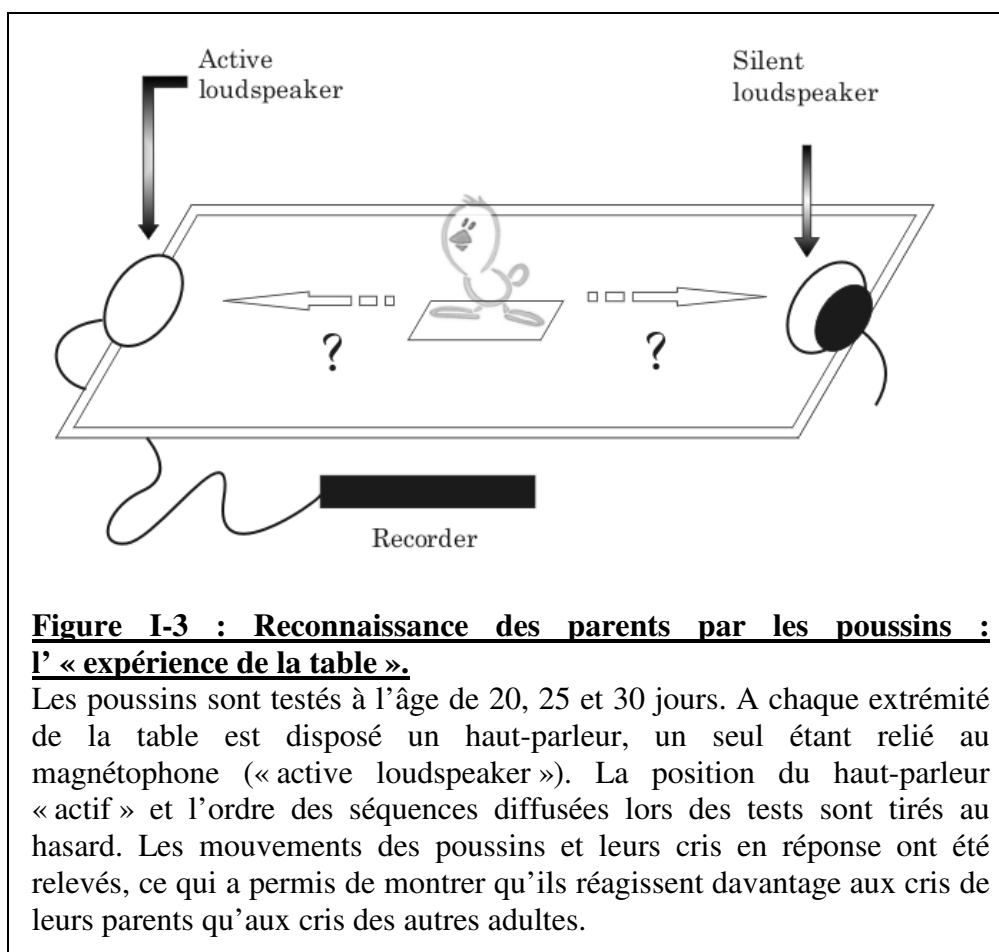 Active
loudspeaker
Silent
loudspeaker
?
?
Recorder
Figure I-3 : Reconnaissance des parents par les poussins :
l’ « expérience de la table ».
Les poussins sont testés à l’âge de 20, 25 et 30 jours. A chaque extrémité
de la table est disposé un haut-parleur, un seul étant relié au
magnétophone (« active loudspeaker »). La position du haut-parleur
« actif » et l’ordre des séquences diffusées lors des tests sont tirés au
hasard. Les mouvements des poussins et leurs cris en réponse ont été
relevés, ce qui a permis de montrer qu’ils réagissent davantage aux cris de
leurs parents qu’aux cris des autres adultes.